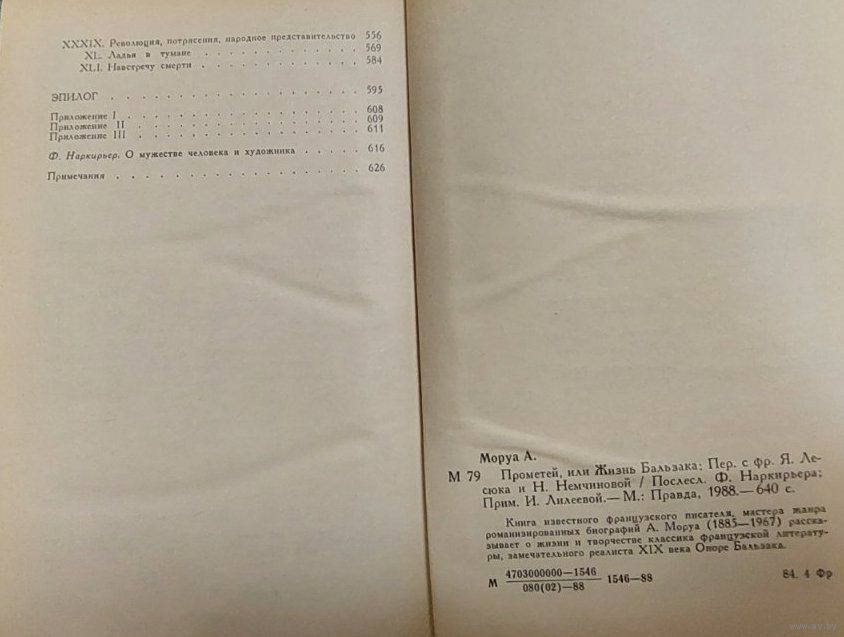 XXXIX. Революция, потрясения, народное представительство 556
XL. Ладья в тумане . . . . . . . . . . 569
XLI. Навстречу смерти . . . . . . . . . . 584
ЭПИЛОГ . . . . . . . . . . . . . . 595
Приложение I . . . . . . . . . . . . . 608
Приложение II . . . . . . . . . . . . . 609
Приложение III . . . . . . . . . . . . . 611
Ф. Наркирьер. О мужестве человека и художника . . . . . 616
Примечания . . . . . . . . . . . . . . 626
Моруа А.
М 79 Прометей, или Жизнь Бальзака; Пер. с фр. Я. Ле-
сюка и Н. Немчиновой / Послесл. Ф. Наркирьера;
Прим. И. Лилеевой.— М.: Правда, 1988.— 640 с.
Книга известного французского писателя, мастера жанра
романизированных биографий А. Моруа (1885—1967) расска-
зывает о жизни и творчестве классика французской литерату-
ры, замечательного реалиста XIX века Оноре Бальзака.
М 4703000000—1546 / 080(02)—88 1546—88 84. 4 Фр
www.ay.by